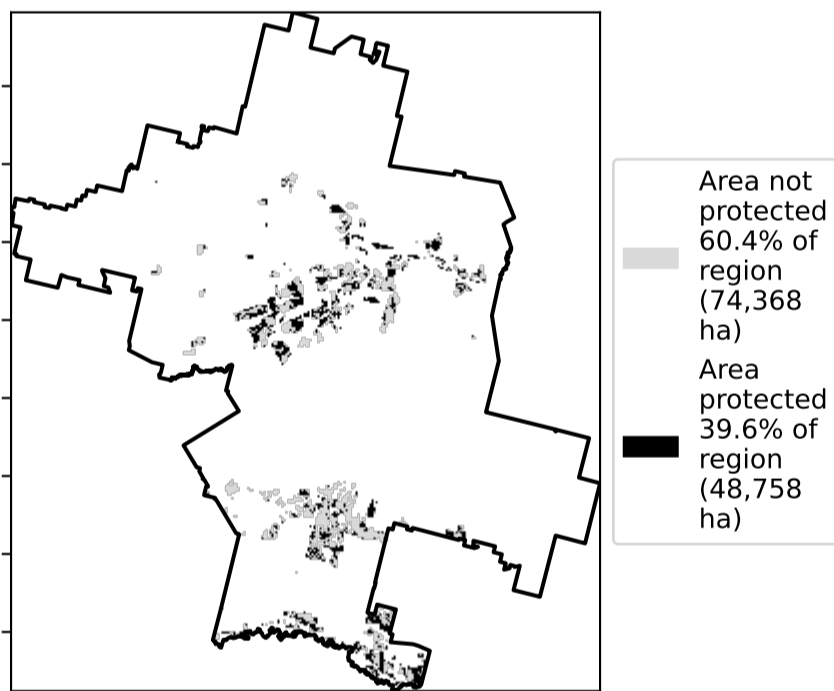 Area not
protected
60.4% of
region
(74,368
ha)
Area
protected
39.6% of
region
(48,758
ha)